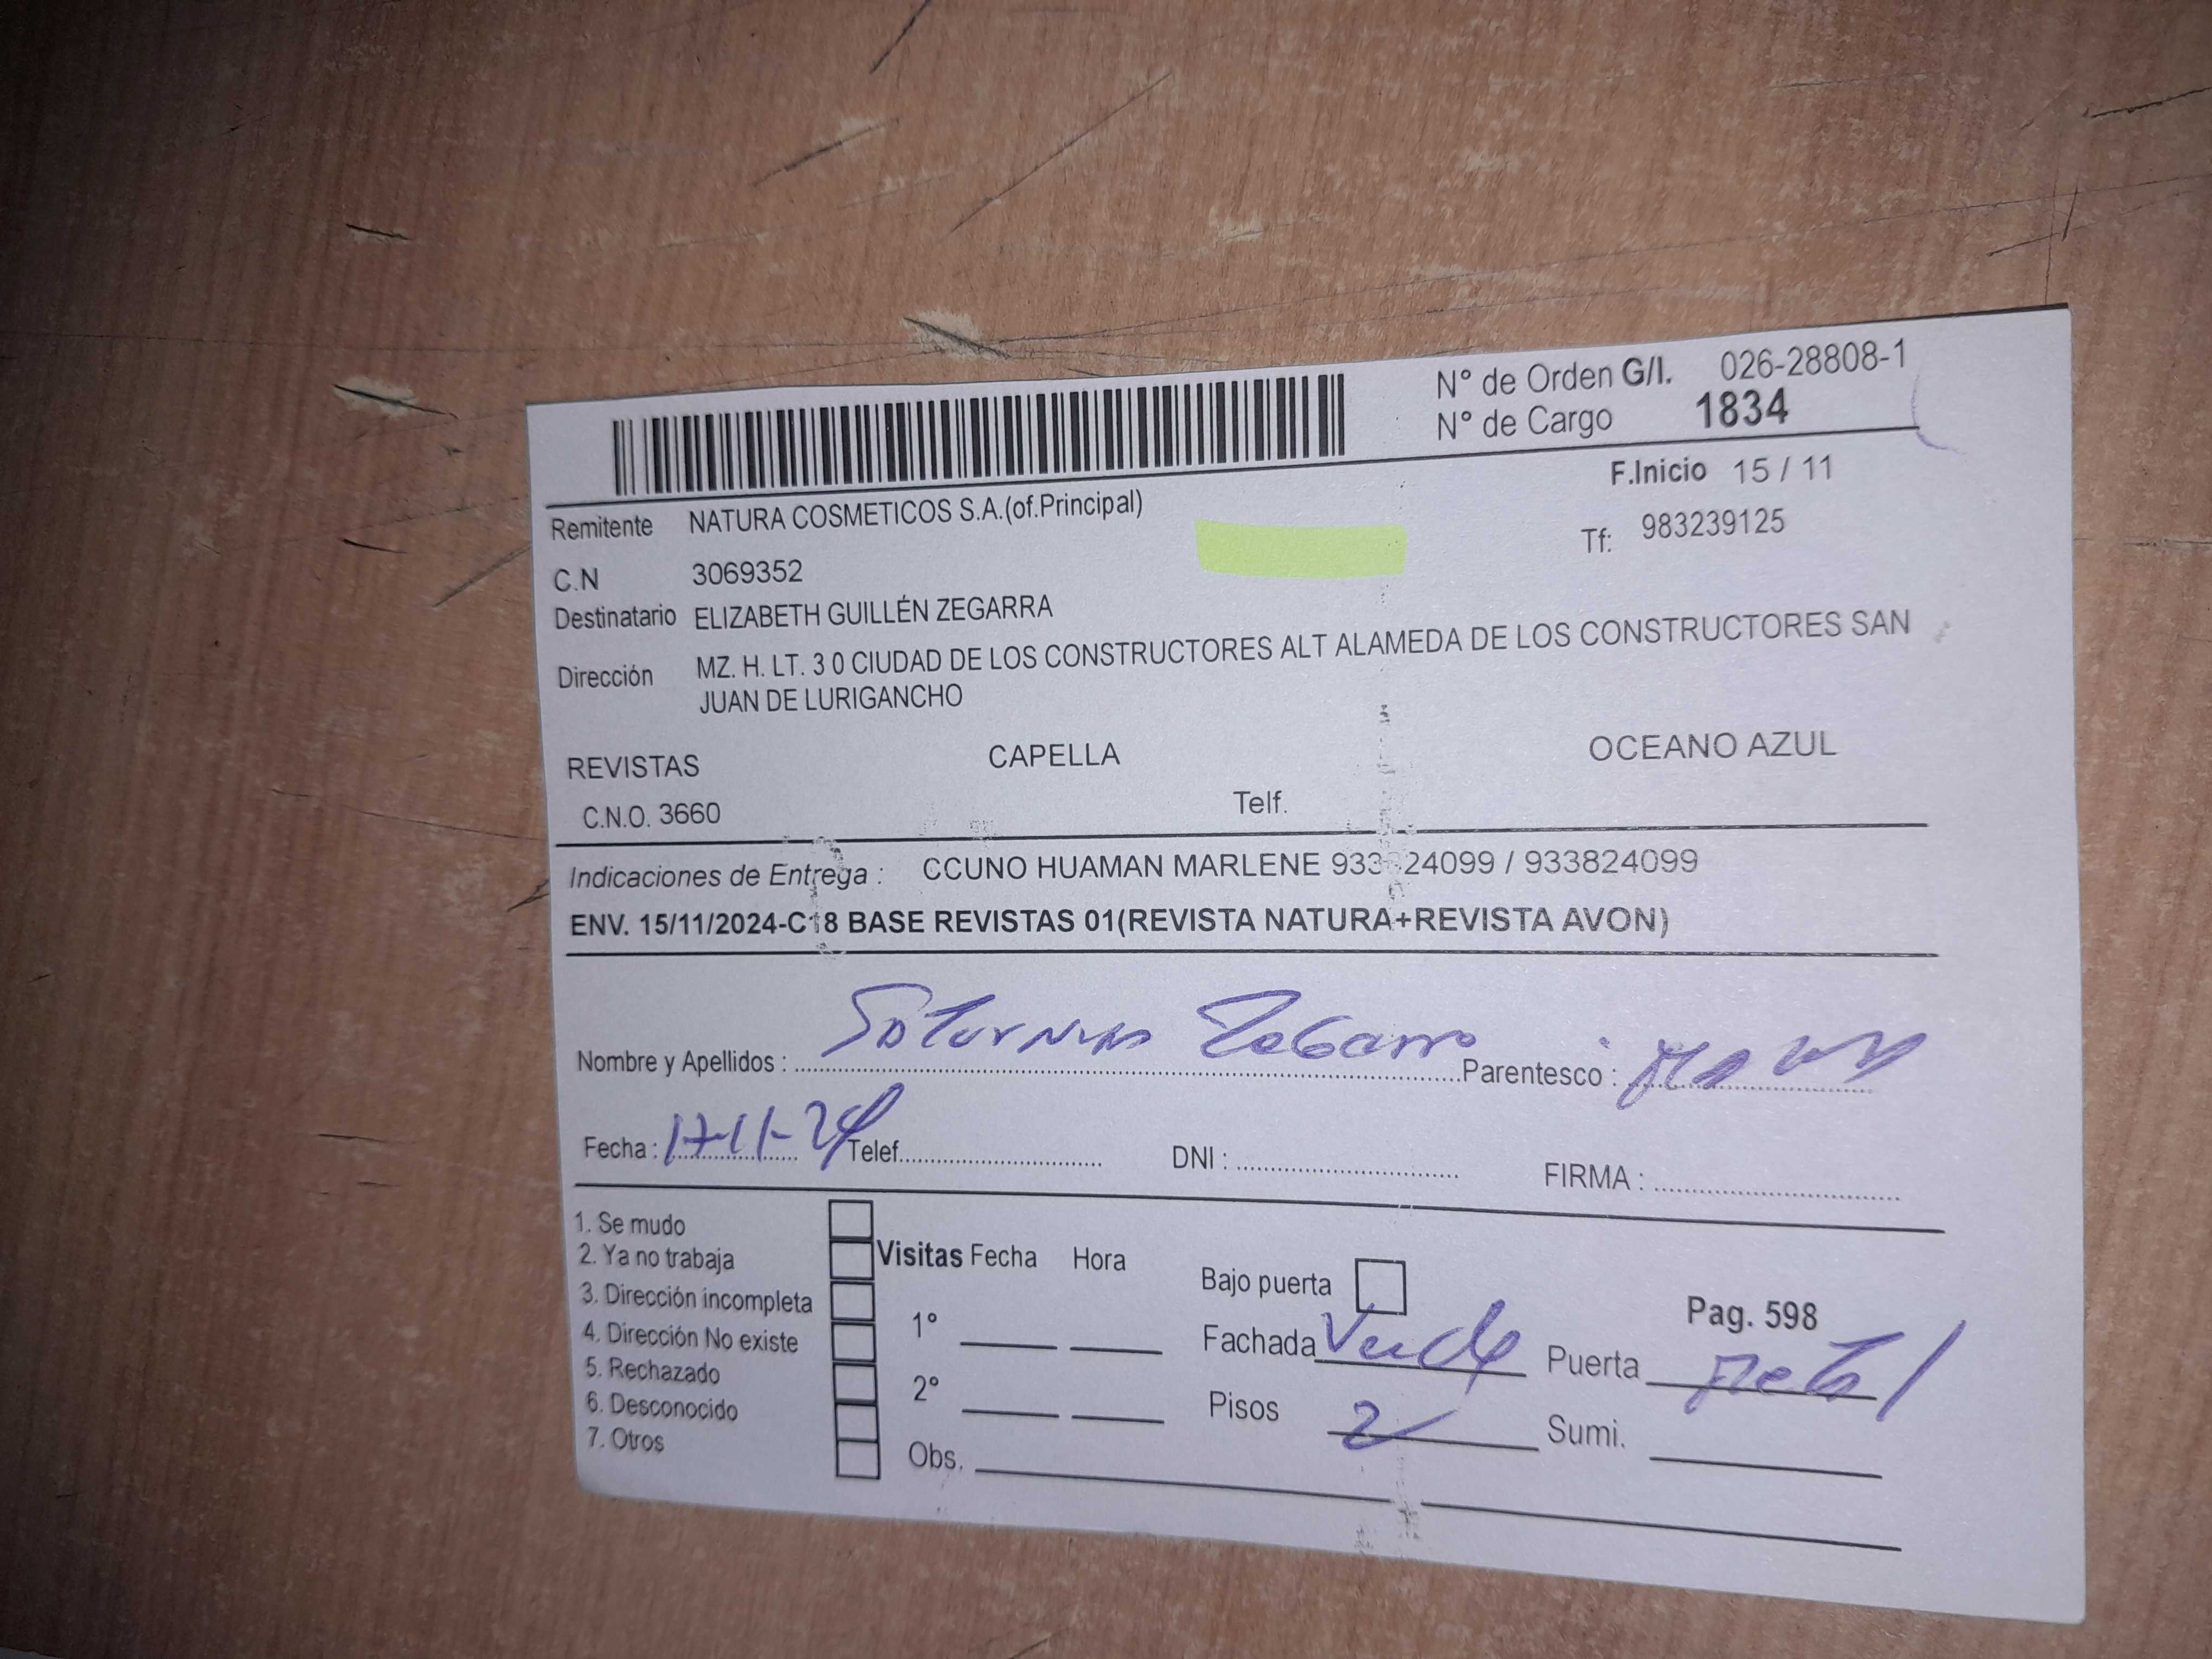 N° de Orden G/I. 026-28808-1
N° de Cargo 1834
F.Inicio 15 / 11
Remitente NATURA COSMETICOS S.A.(of.Principal)
Tf: 983239125
C.N 3069352
Destinatario ELIZABETH GUILLÉN ZEGARRA
Dirección MZ. H. LT. 3 0 CIUDAD DE LOS CONSTRUCTORES ALT ALAMEDA DE LOS CONSTRUCTORES SAN
JUAN DE LURIGANCHO
REVISTAS CAPELLA OCEANO AZUL
C.N.O. 3660 Telf.
Indicaciones de Entrega : CCUNO HUAMAN MARLENE 933 24099 / 933824099
ENV. 15/11/2024-C18 BASE REVISTAS 01(REVISTA NATURA+REVISTA AVON)
Nombre y Apellidos : Parentesco :
Fecha : 17-11-24 Telef. DNI : FIRMA :
1. Se mudo
2. Ya no trabaja
3. Dirección incompleta
4. Dirección No existe
5. Rechazado
6. Desconocido
7. Otros
Visitas Fecha Hora
1°
2°
Obs.
Bajo puerta
Pag. 598
Fachada Verde Puerta Metal
Pisos 2 Sumi.